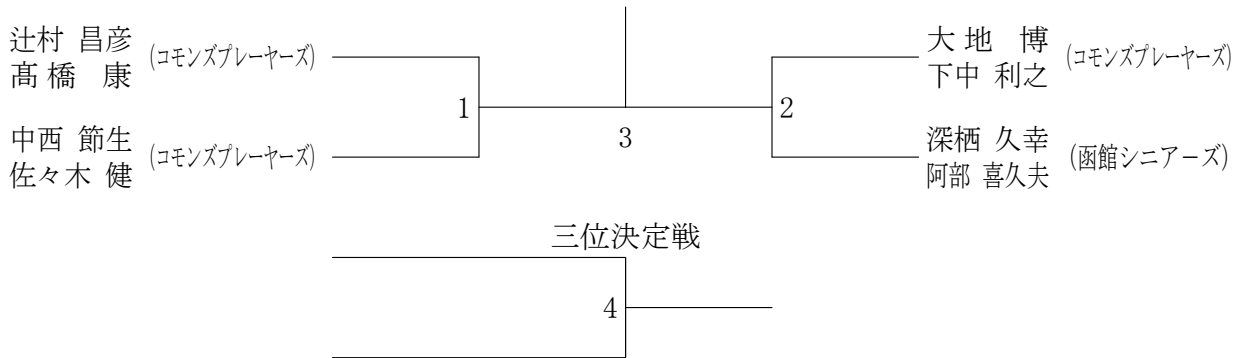 辻村 昌彦 (コモンズプレーヤーズ)
髙橋 康
中西 節生 (コモンズプレーヤーズ)
佐々木 健
1
3
2
大地 博 (コモンズプレーヤーズ)
下中 利之
深栖 久幸 (函館シニアーズ)
阿部 喜久夫
三位決定戦
4